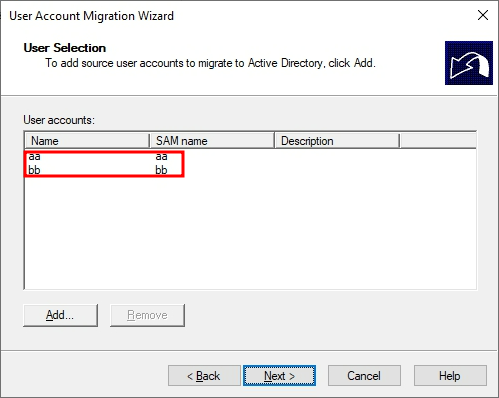 User Account Migration Wizard
User Selection
To add source user accounts to migrate to Active Directory, click Add.
User accounts:
Name SAM name Description
aa aa
bb bb
Add... Remove
< Back Next > Cancel Help